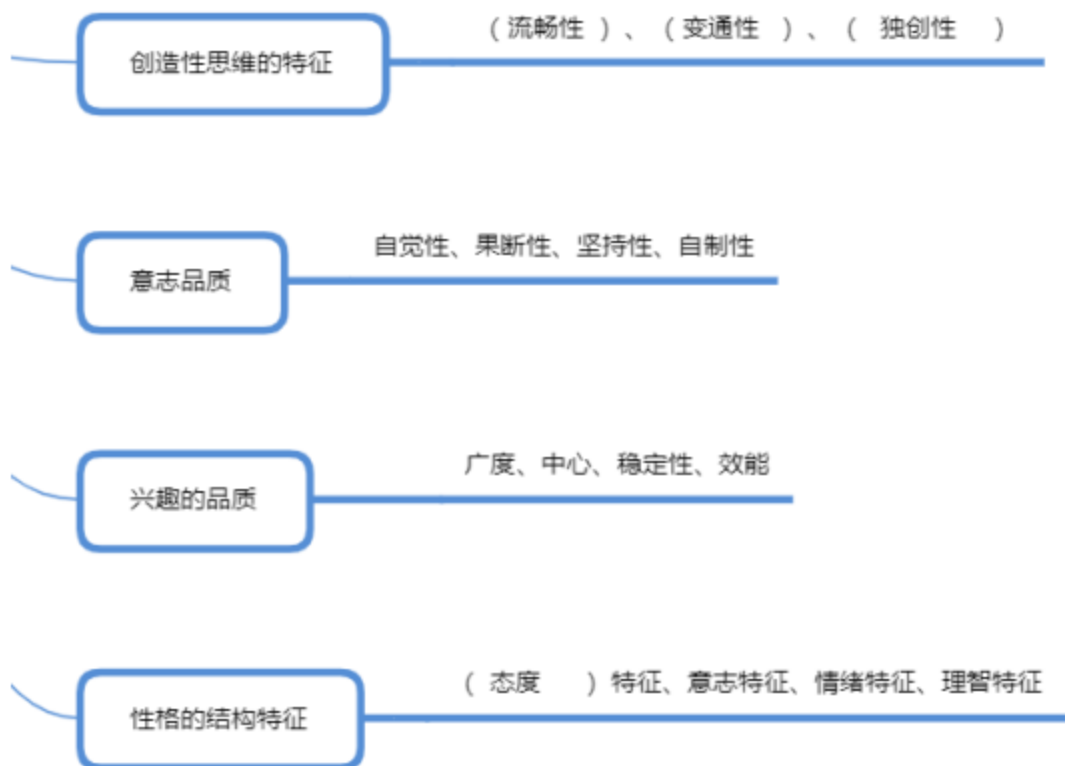 （流畅性 ）、（变通性 ）、（ 独创性 ）
创造性思维的特征
自觉性、果断性、坚持性、自制性
意志品质
广度、中心、稳定性、效能
兴趣的品质
（ 态度 ）特征、意志特征、情绪特征、理智特征
性格的结构特征